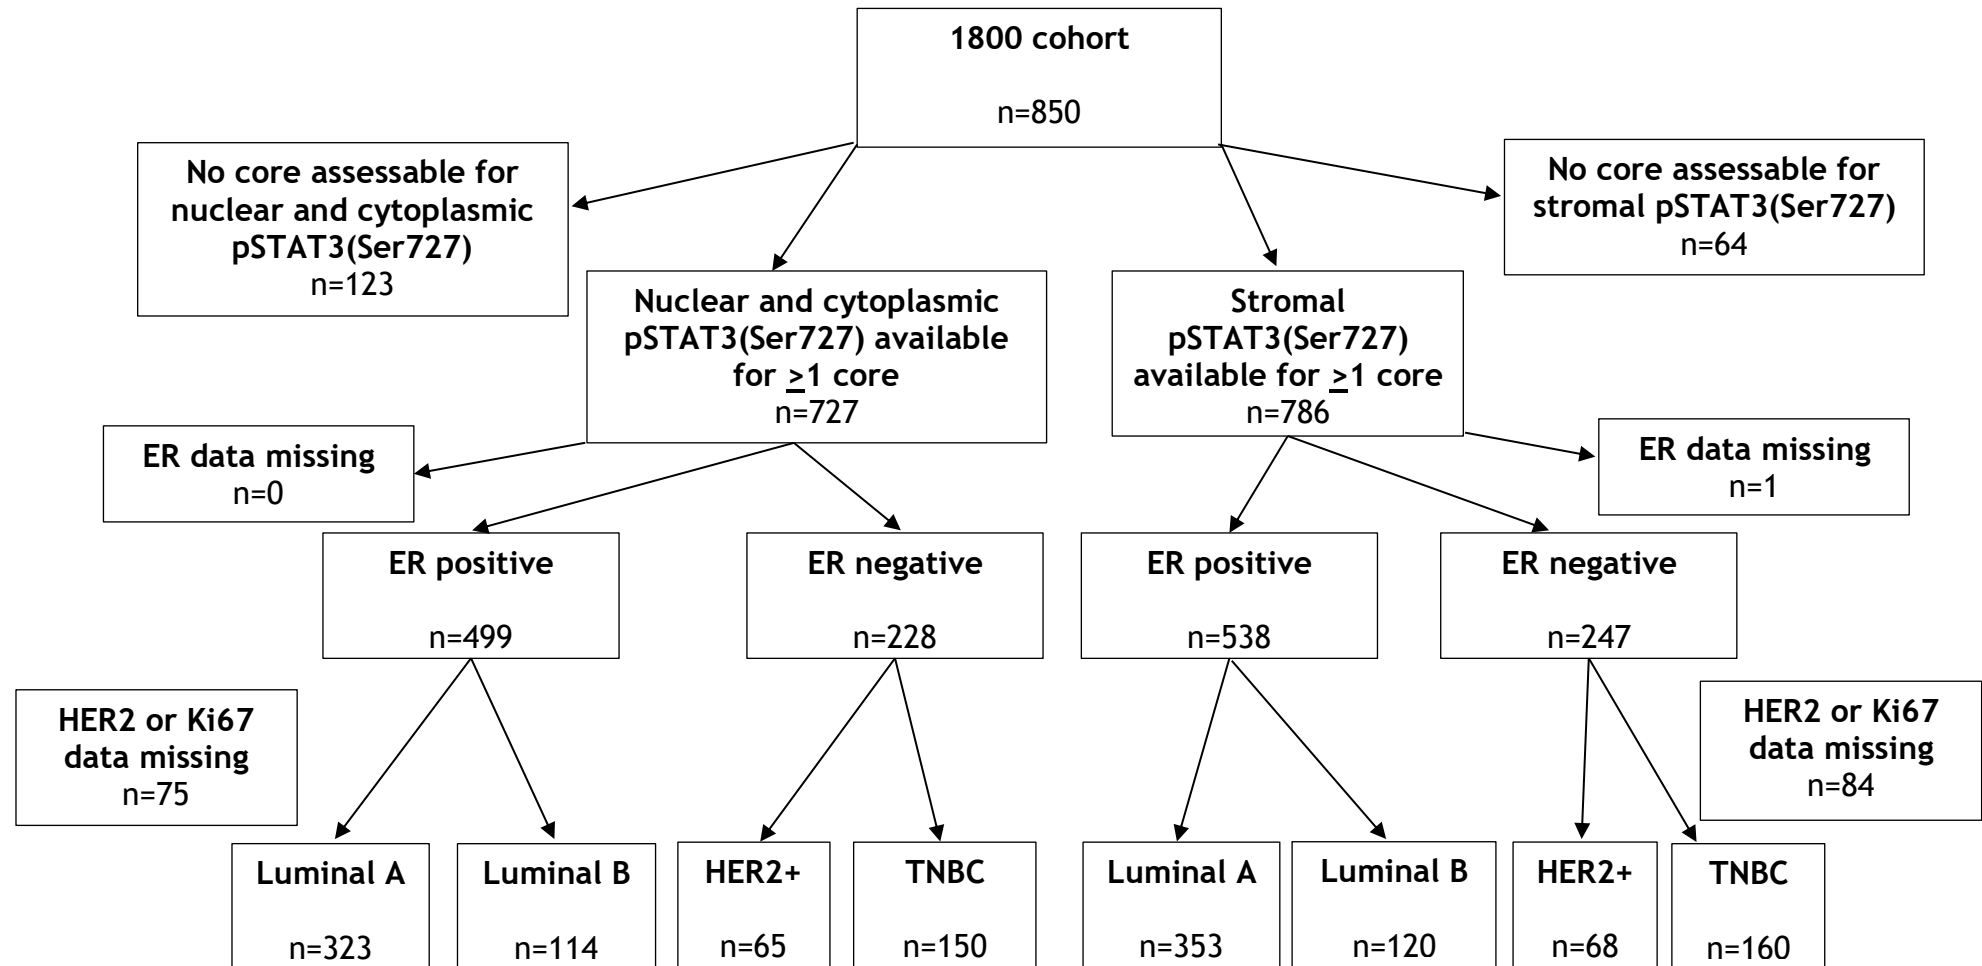 1800 cohort
n=850
No core assessable for
nuclear and cytoplasmic
pSTAT3(Ser727)
n=123
No core assessable for
stromal pSTAT3(Ser727)
n=64
Nuclear and cytoplasmic
pSTAT3(Ser727) available
for ≥1 core
n=727
Stromal
pSTAT3(Ser727)
available for ≥1 core
n=786
ER data missing
n=0
ER data missing
n=1
ER positive
n=499
ER negative
n=228
ER positive
n=538
ER negative
n=247
HER2 or Ki67
data missing
n=75
HER2 or Ki67
data missing
n=84
Luminal A
n=323
Luminal B
n=114
HER2+
n=65
TNBC
n=150
Luminal A
n=353
Luminal B
n=120
HER2+
n=68
TNBC
n=160